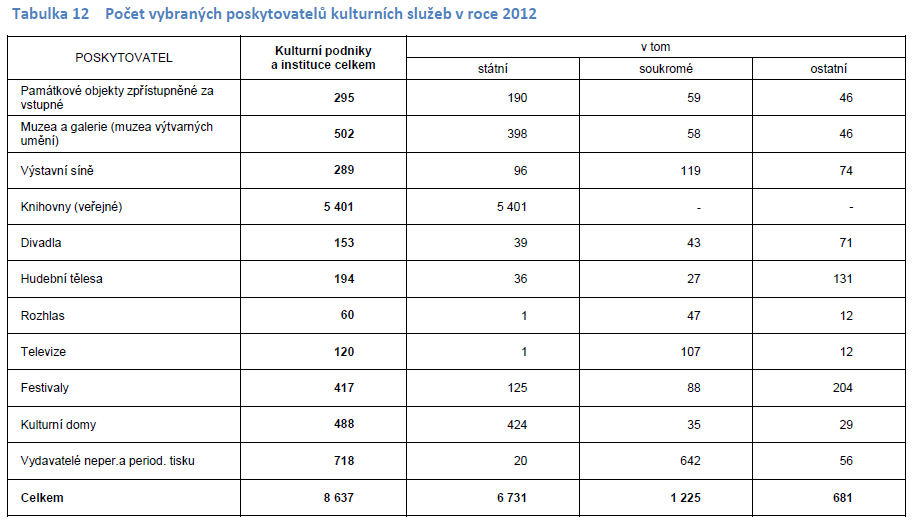 Tabulka 12 Počet vybraných poskytovatelů kulturních služeb v roce 2012
POSKYTOVATEL Kulturní podniky a instituce celkem v tom
státní soukromé ostatní
Památkové objekty zpřístupněné za vstupné 295 190 59 46
Muzea a galerie (muzea výtvarných umění) 502 398 58 46
Výstavní síně 289 96 119 74
Knihovny (veřejné) 5 401 5 401 - -
Divadla 153 39 43 71
Hudební tělesa 194 36 27 131
Rozhlas 60 1 47 12
Televize 120 1 107 12
Festivaly 417 125 88 204
Kulturní domy 488 424 35 29
Vydavatelé neper.a period. tisku 718 20 642 56
Celkem 8 637 6 731 1 225 681